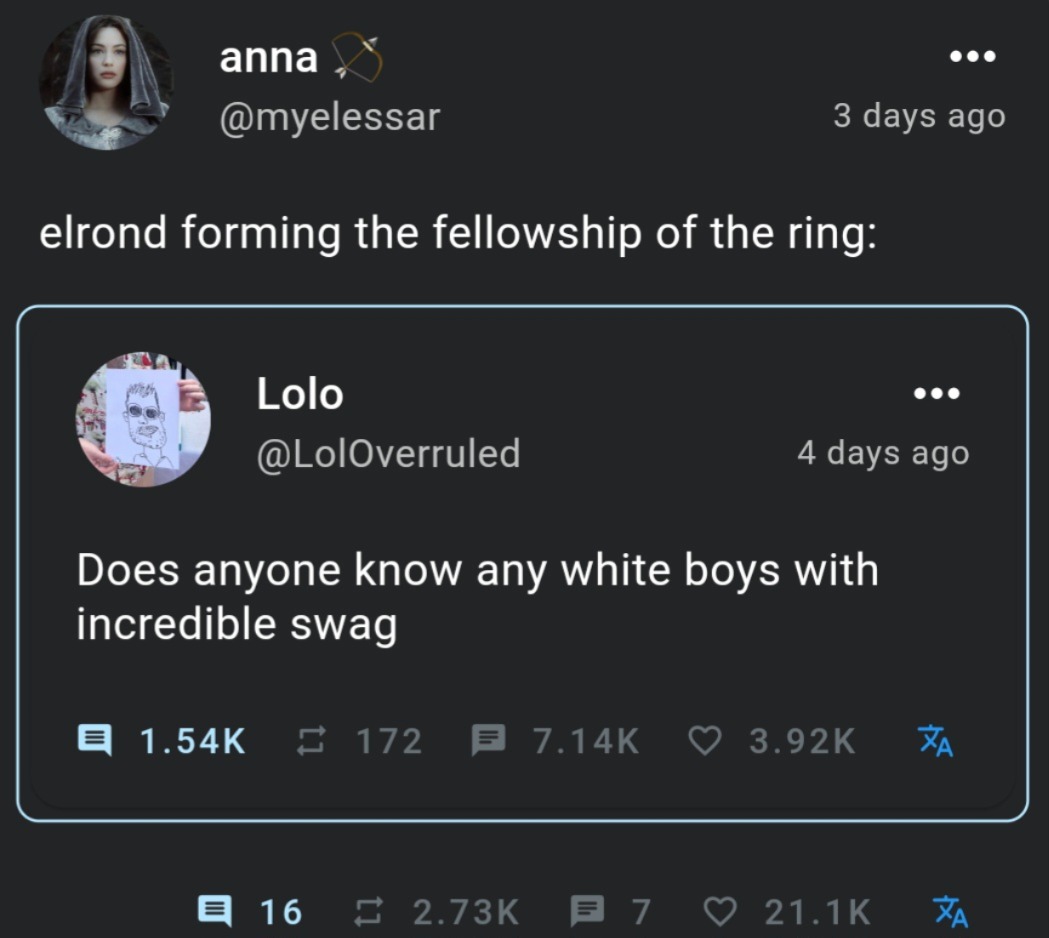 anna
@myelessar
3 days ago
elrond forming the fellowship of the ring:
Lolo
@LolOverruled
4 days ago
Does anyone know any white boys with
incredible swag
1.54K 172 7.14K 3.92K
16 2.73K 7 21.1K